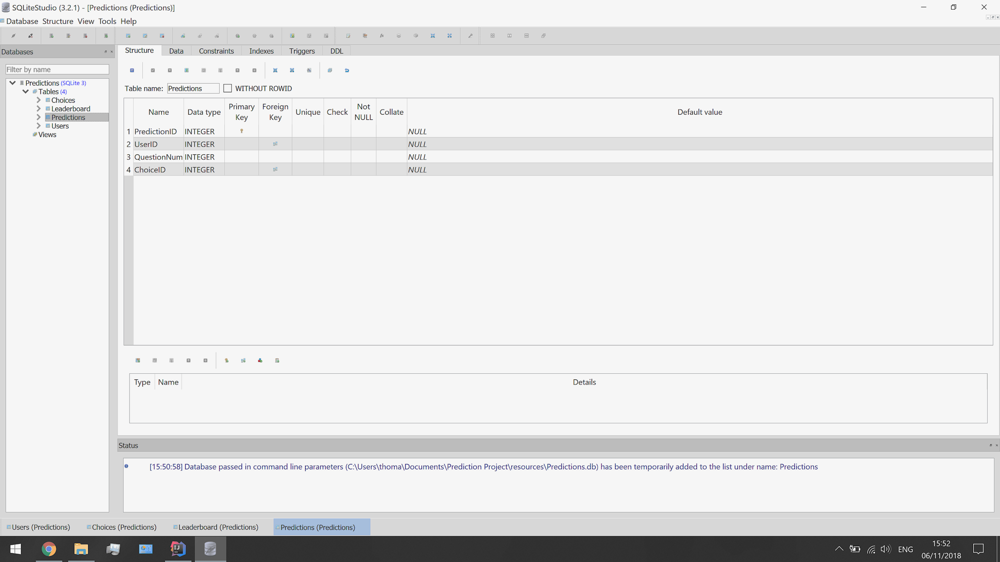 SQLiteStudio (3.2.1) - [Predictions (Predictions)]
Database Structure View Tools Help
Databases
Filter by name
Predictions (SQLite 3)
Tables (4)
Choices
Leaderboard
Predictions
Users
Views
Structure Data Constraints Indexes Triggers DDL
Table name: Predictions WITHOUT ROWID
Name Data type Primary Key Foreign Key Unique Check Not NULL Collate Default value
1 PredictionID INTEGER NULL
2 UserID INTEGER NULL
3 QuestionNum INTEGER NULL
4 ChoiceID INTEGER NULL
Type Name Details
Status
[15:50:58] Database passed in command line parameters (C:\Users\thoma\Documents\Prediction Project\resources\Predictions.db) has been temporarily added to the list under name: Predictions
Users (Predictions) Choices (Predictions) Leaderboard (Predictions) Predictions (Predictions)
IJ
ENG
15:52
06/11/2018